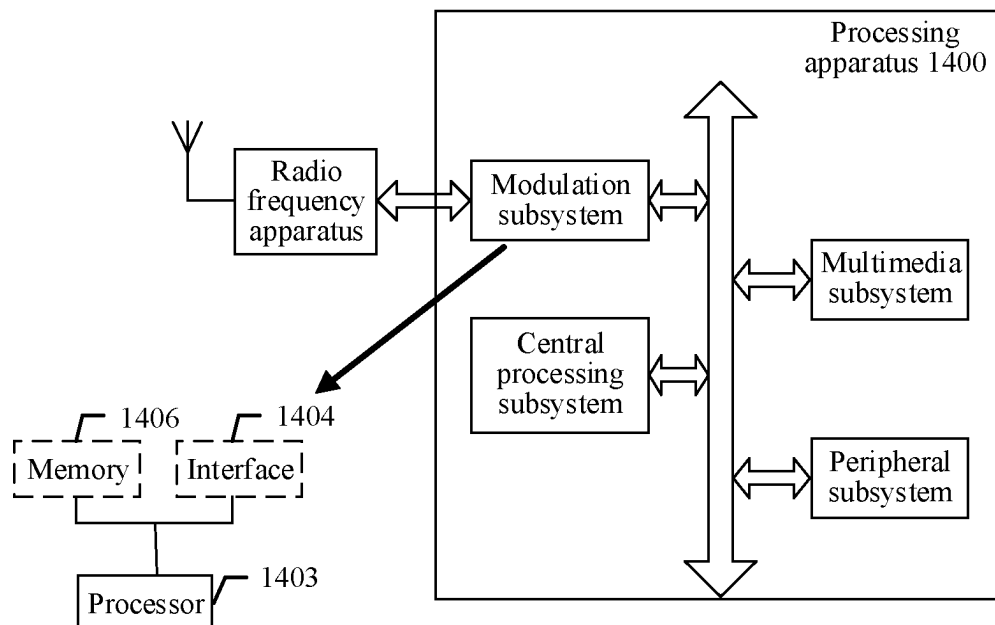 Processing
apparatus 1400
Radio
frequency
apparatus
Modulation
subsystem
Multimedia
subsystem
Central
processing
subsystem
1406
1404
Memory
Interface
Peripheral
subsystem
1403
Processor